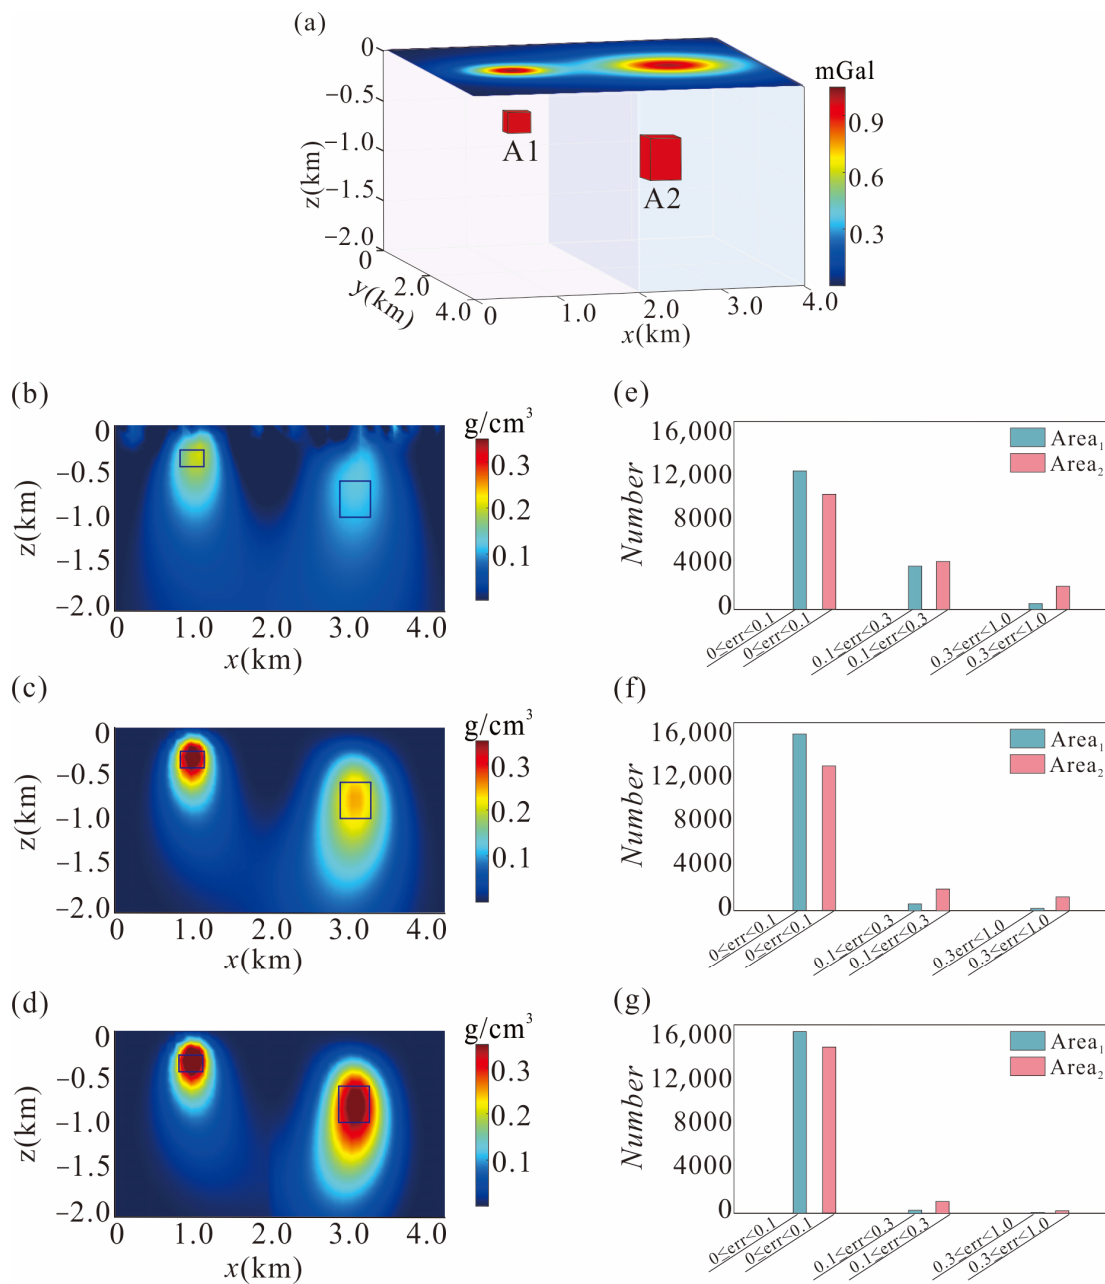 (a)
mGal
0
−0.5
−1.0
−1.5
−2.0
z(km)
0
2.0
4.0
y(km)
0
1.0
2.0
3.0
4.0
x(km)
A1
A2
0.9
0.6
0.3
(b)
g/cm³
0
−0.5
−1.0
−1.5
−2.0
z(km)
0 1.0 2.0 3.0 4.0
x(km)
0.3
0.2
0.1
(e)
16,000
12,000
8000
4000
0
Number
Area₁
Area₂
0≤err<0.1
0≤err<0.1
0.1≤err<0.3
0.1≤err<0.3
0.3≤err<1.0
0.3≤err<1.0
(c)
g/cm³
0
−0.5
−1.0
−1.5
−2.0
z(km)
0 1.0 2.0 3.0 4.0
x(km)
0.3
0.2
0.1
(f)
16,000
12,000
8000
4000
0
Number
Area₁
Area₂
0≤err<0.1
0≤err<0.1
0.1≤err<0.3
0.1≤err<0.3
0.3err<1.0
0.3≤err<1.0
(d)
g/cm³
0
−0.5
−1.0
−1.5
−2.0
z(km)
0 1.0 2.0 3.0 4.0
x(km)
0.3
0.2
0.1
(g)
16,000
12,000
8000
4000
0
Number
Area₁
Area₂
0≤err<0.1
0≤err<0.1
0.1≤err<0.3
0.1≤err<0.3
0.3≤err<1.0
0.3≤err<1.0